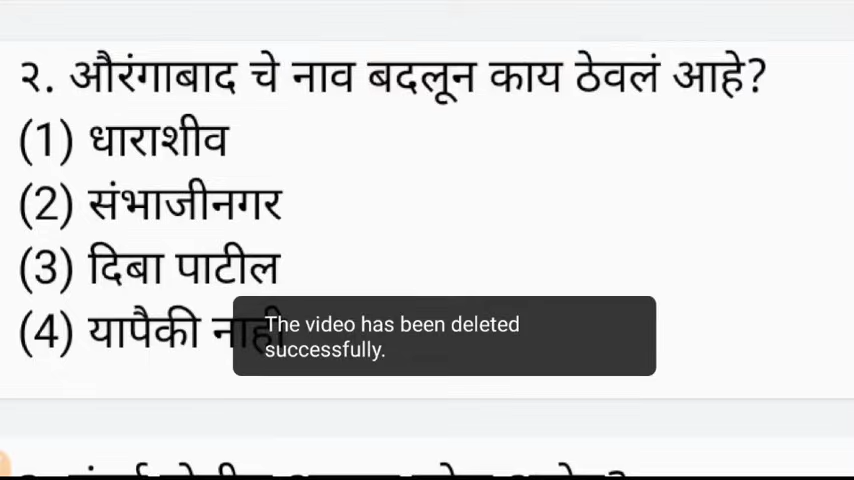 २. औरंगाबाद चे नाव बदलून काय ठेवलं आहे?
(1) धाराशीव
(2) संभाजीनगर
(3) दिबा पाटील
(4) यापैकी नाही
The video has been deleted
successfully.